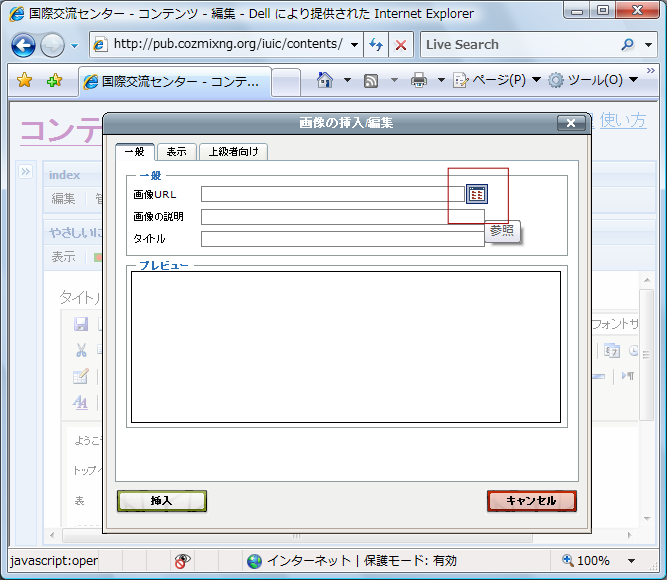 国際交流センター - コンテンツ - 編集 - Dell により提供された Internet Explorer
http://pub.cozmixng.org/iuic/contents/
Live Search
国際交流センター - コンテ...
ページ(P)
ツール(O)
コンテ
使い方
画像の挿入/編集
index
編集
一般
表示
上級者向け
一般
画像URL
画像の説明
タイトル
参照
やさしいに
表示
プレビュー
タイトル
フォントサ
ようこ
トップペ
表
挿入
キャンセル
javascript:oper
インターネット | 保護モード: 有効
100%